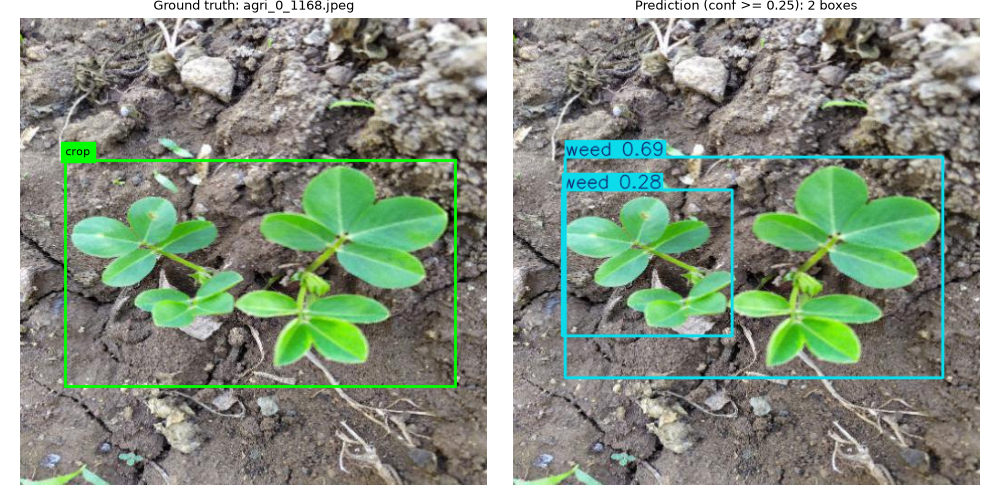 Ground truth: agri_0_1168.jpeg
Prediction (conf >= 0.25): 2 boxes
crop
weed 0.69
weed 0.28